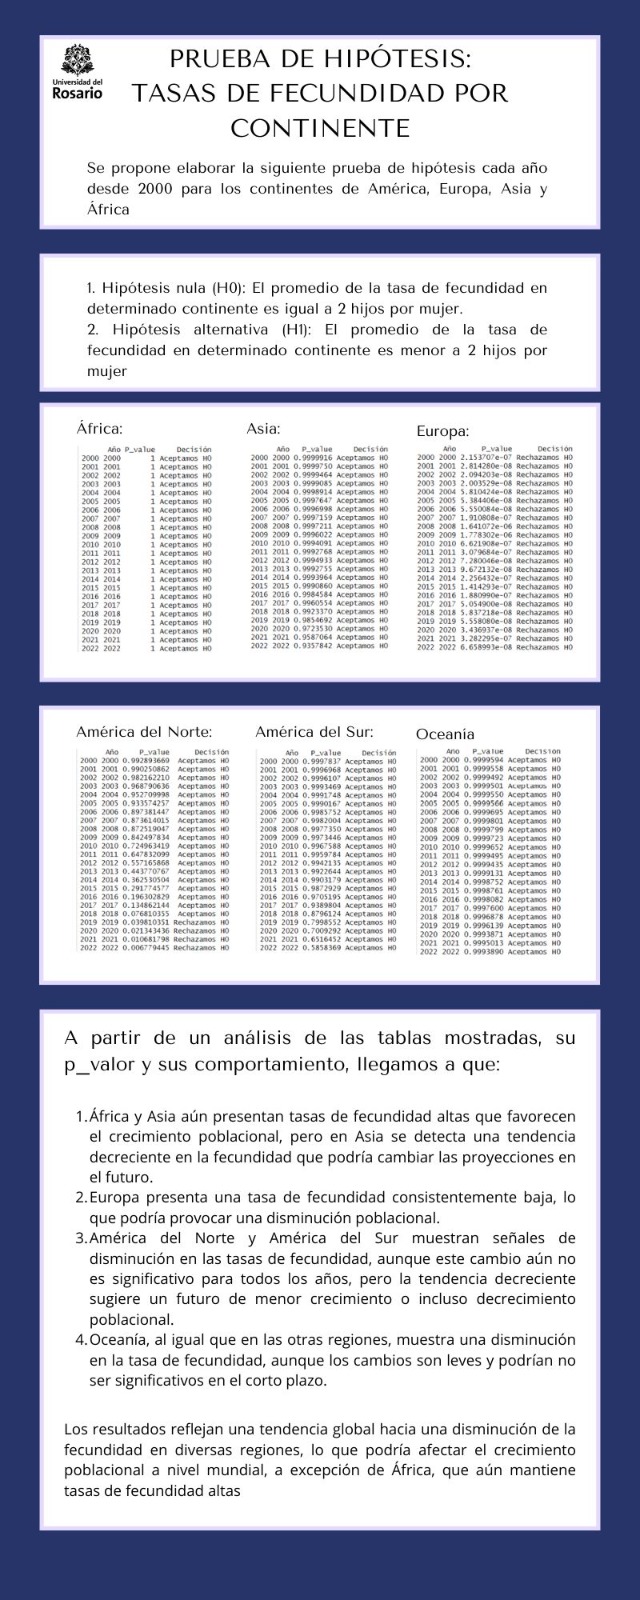 Universidad del
Rosario
PRUEBA DE HIPÓTESIS:
TASAS DE FECUNDIDAD POR
CONTINENTE
Se propone elaborar la siguiente prueba de hipótesis cada año
desde 2000 para los continentes de América, Europa, Asia y
África
1. Hipótesis nula (H0): El promedio de la tasa de fecundidad en
determinado continente es igual a 2 hijos por mujer.
2. Hipótesis alternativa (H1): El promedio de la tasa de
fecundidad en determinado continente es menor a 2 hijos por
mujer
África:
Año P_value Decisión
2000 2000 1 Aceptamos H0
2001 2001 1 Aceptamos H0
2002 2002 1 Aceptamos H0
2003 2003 1 Aceptamos H0
2004 2004 1 Aceptamos H0
2005 2005 1 Aceptamos H0
2006 2006 1 Aceptamos H0
2007 2007 1 Aceptamos H0
2008 2008 1 Aceptamos H0
2009 2009 1 Aceptamos H0
2010 2010 1 Aceptamos H0
2011 2011 1 Aceptamos H0
2012 2012 1 Aceptamos H0
2013 2013 1 Aceptamos H0
2014 2014 1 Aceptamos H0
2015 2015 1 Aceptamos H0
2016 2016 1 Aceptamos H0
2017 2017 1 Aceptamos H0
2018 2018 1 Aceptamos H0
2019 2019 1 Aceptamos H0
2020 2020 1 Aceptamos H0
2021 2021 1 Aceptamos H0
2022 2022 1 Aceptamos H0
Asia:
Año P_value Decisión
2000 2000 0.9999916 Aceptamos H0
2001 2001 0.9999750 Aceptamos H0
2002 2002 0.9999464 Aceptamos H0
2003 2003 0.9999085 Aceptamos H0
2004 2004 0.9998914 Aceptamos H0
2005 2005 0.9997647 Aceptamos H0
2006 2006 0.9996998 Aceptamos H0
2007 2007 0.9997159 Aceptamos H0
2008 2008 0.9997211 Aceptamos H0
2009 2009 0.9996022 Aceptamos H0
2010 2010 0.9994091 Aceptamos H0
2011 2011 0.9992768 Aceptamos H0
2012 2012 0.9994933 Aceptamos H0
2013 2013 0.9992755 Aceptamos H0
2014 2014 0.9993964 Aceptamos H0
2015 2015 0.9990860 Aceptamos H0
2016 2016 0.9984584 Aceptamos H0
2017 2017 0.9960554 Aceptamos H0
2018 2018 0.9923370 Aceptamos H0
2019 2019 0.9854692 Aceptamos H0
2020 2020 0.9723530 Aceptamos H0
2021 2021 0.9587064 Aceptamos H0
2022 2022 0.9357842 Aceptamos H0
Europa:
Año P_value Decisión
2000 2000 2.153707e-07 Rechazamos H0
2001 2001 2.814280e-08 Rechazamos H0
2002 2002 2.094203e-08 Rechazamos H0
2003 2003 2.003529e-08 Rechazamos H0
2004 2004 5.810424e-08 Rechazamos H0
2005 2005 5.384406e-08 Rechazamos H0
2006 2006 5.550084e-08 Rechazamos H0
2007 2007 1.910808e-07 Rechazamos H0
2008 2008 1.641072e-06 Rechazamos H0
2009 2009 1.778302e-06 Rechazamos H0
2010 2010 6.621908e-07 Rechazamos H0
2011 2011 3.079684e-07 Rechazamos H0
2012 2012 7.280046e-08 Rechazamos H0
2013 2013 9.672132e-08 Rechazamos H0
2014 2014 2.256432e-07 Rechazamos H0
2015 2015 1.414293e-07 Rechazamos H0
2016 2016 1.880990e-07 Rechazamos H0
2017 2017 5.054900e-08 Rechazamos H0
2018 2018 5.837218e-08 Rechazamos H0
2019 2019 5.558080e-08 Rechazamos H0
2020 2020 3.436937e-08 Rechazamos H0
2021 2021 3.282295e-07 Rechazamos H0
2022 2022 6.658993e-08 Rechazamos H0
América del Norte:
Año P_value Decisión
2000 2000 0.992893669 Aceptamos H0
2001 2001 0.990250862 Aceptamos H0
2002 2002 0.982162210 Aceptamos H0
2003 2003 0.968790636 Aceptamos H0
2004 2004 0.952709998 Aceptamos H0
2005 2005 0.933574257 Aceptamos H0
2006 2006 0.897381447 Aceptamos H0
2007 2007 0.873614015 Aceptamos H0
2008 2008 0.872519047 Aceptamos H0
2009 2009 0.842497834 Aceptamos H0
2010 2010 0.724963419 Aceptamos H0
2011 2011 0.647832099 Aceptamos H0
2012 2012 0.557165868 Aceptamos H0
2013 2013 0.443770767 Aceptamos H0
2014 2014 0.362530504 Aceptamos H0
2015 2015 0.291774577 Aceptamos H0
2016 2016 0.196302829 Aceptamos H0
2017 2017 0.134862144 Aceptamos H0
2018 2018 0.076810355 Aceptamos H0
2019 2019 0.039810351 Rechazamos H0
2020 2020 0.021343436 Rechazamos H0
2021 2021 0.010681798 Rechazamos H0
2022 2022 0.006779445 Rechazamos H0
América del Sur:
Año P_value Decisión
2000 2000 0.9997837 Aceptamos H0
2001 2001 0.9996968 Aceptamos H0
2002 2002 0.9996107 Aceptamos H0
2003 2003 0.9993469 Aceptamos H0
2004 2004 0.9991748 Aceptamos H0
2005 2005 0.9990167 Aceptamos H0
2006 2006 0.9985752 Aceptamos H0
2007 2007 0.9982004 Aceptamos H0
2008 2008 0.9977350 Aceptamos H0
2009 2009 0.9973446 Aceptamos H0
2010 2010 0.9967588 Aceptamos H0
2011 2011 0.9959784 Aceptamos H0
2012 2012 0.9942135 Aceptamos H0
2013 2013 0.9922644 Aceptamos H0
2014 2014 0.9903179 Aceptamos H0
2015 2015 0.9872929 Aceptamos H0
2016 2016 0.9705195 Aceptamos H0
2017 2017 0.9389804 Aceptamos H0
2018 2018 0.8796124 Aceptamos H0
2019 2019 0.7998552 Aceptamos H0
2020 2020 0.7009292 Aceptamos H0
2021 2021 0.6516452 Aceptamos H0
2022 2022 0.5858369 Aceptamos H0
Oceanía
Año P_value Decisión
2000 2000 0.9999594 Aceptamos H0
2001 2001 0.9999558 Aceptamos H0
2002 2002 0.9999492 Aceptamos H0
2003 2003 0.9999501 Aceptamos H0
2004 2004 0.9999550 Aceptamos H0
2005 2005 0.9999566 Aceptamos H0
2006 2006 0.9999695 Aceptamos H0
2007 2007 0.9999801 Aceptamos H0
2008 2008 0.9999799 Aceptamos H0
2009 2009 0.9999723 Aceptamos H0
2010 2010 0.9999652 Aceptamos H0
2011 2011 0.9999495 Aceptamos H0
2012 2012 0.9999435 Aceptamos H0
2013 2013 0.9999131 Aceptamos H0
2014 2014 0.9998752 Aceptamos H0
2015 2015 0.9998761 Aceptamos H0
2016 2016 0.9998082 Aceptamos H0
2017 2017 0.9997600 Aceptamos H0
2018 2018 0.9996878 Aceptamos H0
2019 2019 0.9996139 Aceptamos H0
2020 2020 0.9993871 Aceptamos H0
2021 2021 0.9995013 Aceptamos H0
2022 2022 0.9993890 Aceptamos H0
A partir de un análisis de las tablas mostradas, su
p_valor y sus comportamiento, llegamos a que:
1. África y Asia aún presentan tasas de fecundidad altas que favorecen
el crecimiento poblacional, pero en Asia se detecta una tendencia
decreciente en la fecundidad que podría cambiar las proyecciones en
el futuro.
2. Europa presenta una tasa de fecundidad consistentemente baja, lo
que podría provocar una disminución poblacional.
3. América del Norte y América del Sur muestran señales de
disminución en las tasas de fecundidad, aunque este cambio aún no
es significativo para todos los años, pero la tendencia decreciente
sugiere un futuro de menor crecimiento o incluso decrecimiento
poblacional.
4. Oceanía, al igual que en las otras regiones, muestra una disminución
en la tasa de fecundidad, aunque los cambios son leves y podrían no
ser significativos en el corto plazo.
Los resultados reflejan una tendencia global hacia una disminución de la
fecundidad en diversas regiones, lo que podría afectar el crecimiento
poblacional a nivel mundial, a excepción de África, que aún mantiene
tasas de fecundidad altas